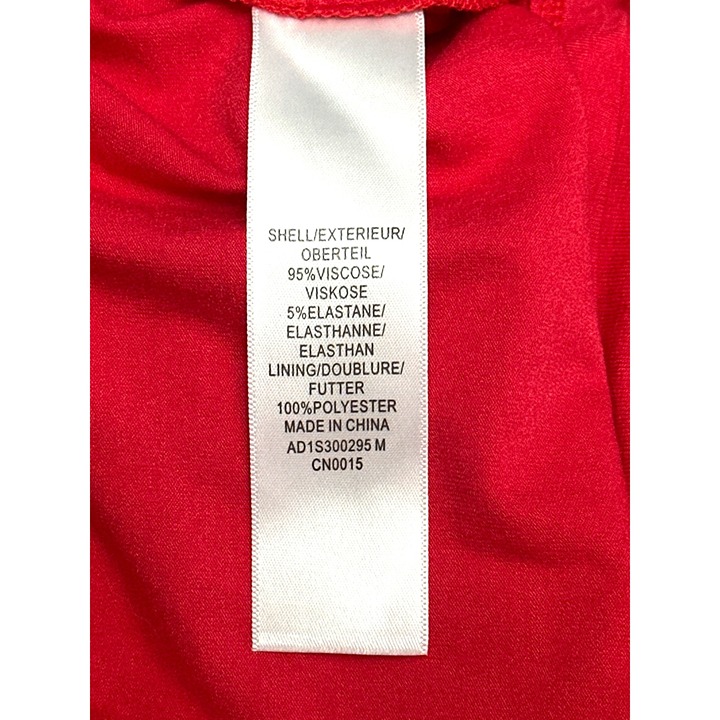 SHELL/EXTERIEUR/
OBERTEIL
95%VISCOSE/
VISKOSE
5%ELASTANE/
ELASTHANNE/
ELASTHAN
LINING/DOUBLURE/
FUTTER
100%POLYESTER
MADE IN CHINA
AD1S300295 M
CN0015